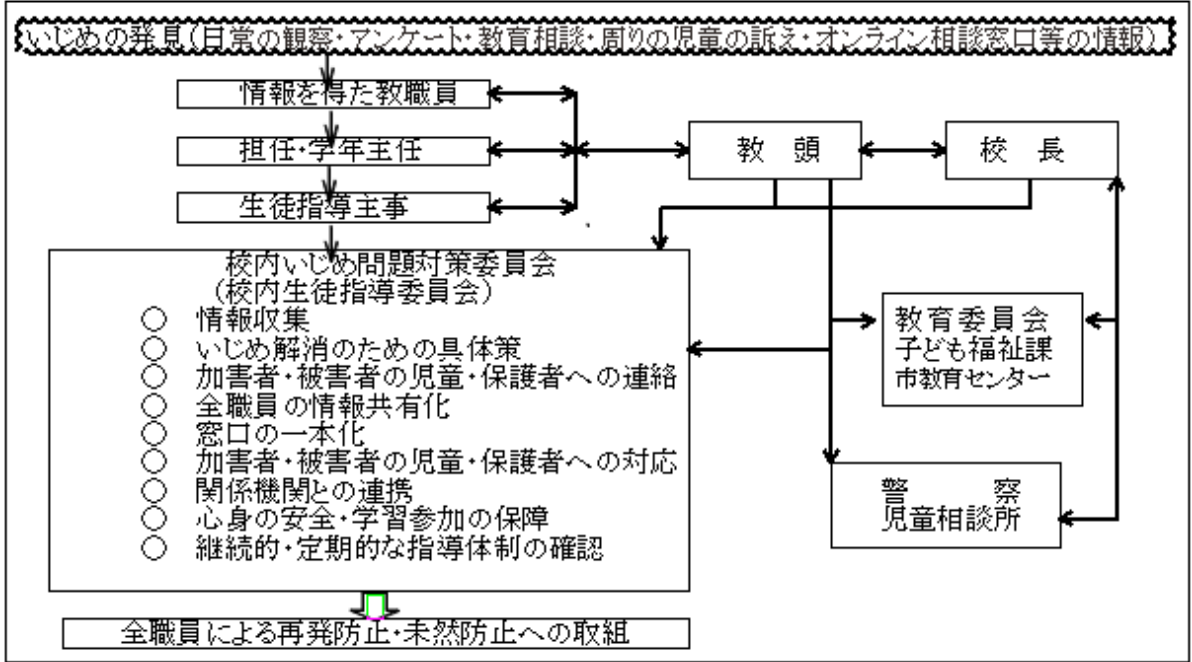 いじめの発見(日常の観察・アンケート・教育相談・周りの児童の訴え・オンライン相談窓口等の情報)
情報を得た教職員
担任・学年主任
教 頭
校 長
生徒指導主事
校内いじめ問題対策委員会
(校内生徒指導委員会)
○ 情報収集
○ いじめ解消のための具体策
○ 加害者・被害者の児童・保護者への連絡
○ 全職員の情報共有化
○ 窓口の一本化
○ 加害者・被害者の児童・保護者への対応
○ 関係機関との連携
○ 心身の安全・学習参加の保障
○ 継続的・定期的な指導体制の確認
教育委員会
子ども福祉課
市教育センター
警 察
児童相談所
全職員による再発防止・未然防止への取組